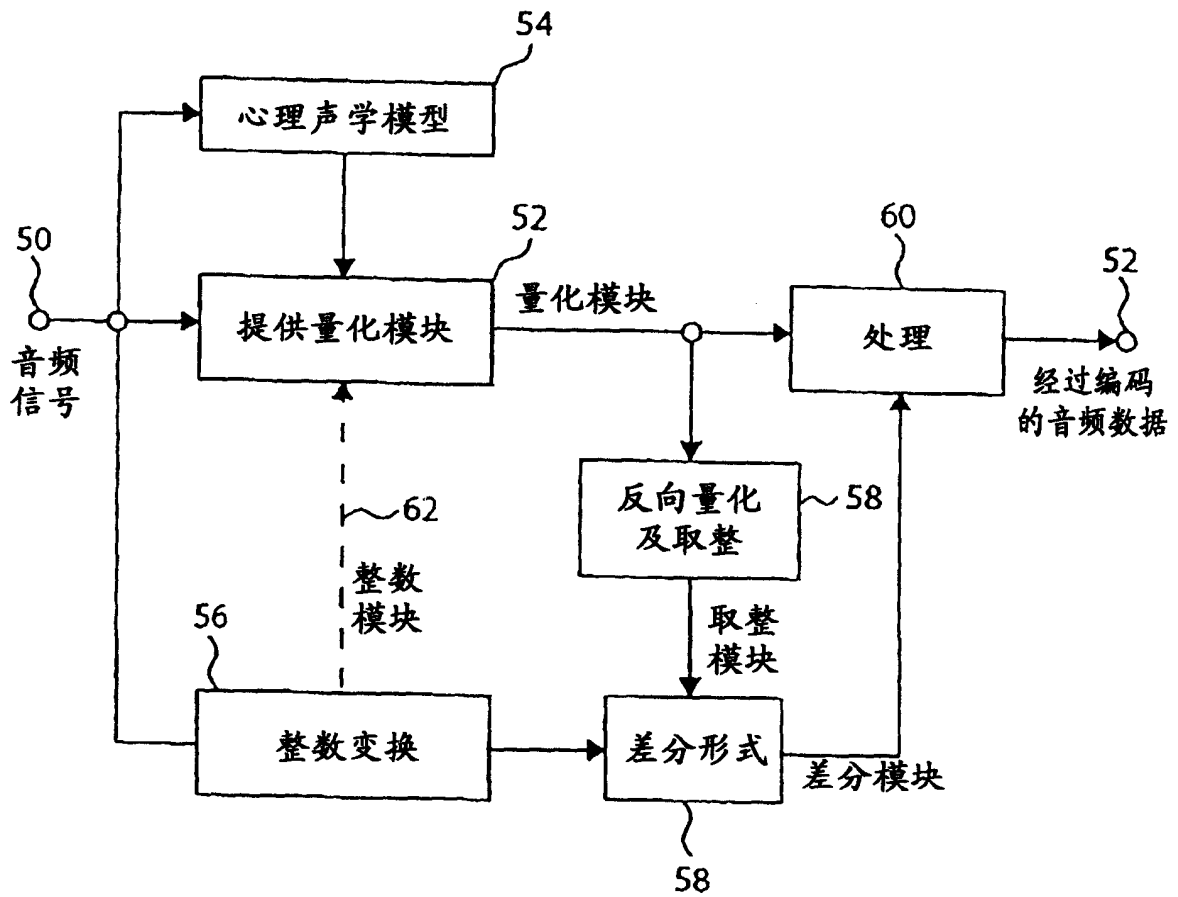 54
心理声学模型
50
52
60
52
提供量化模块
量化模块
处理
音频
信号
经过编码
的音频数据
反向量化
及取整
58
62
整数
模块
取整
模块
56
整数变换
差分形式
差分模块
58